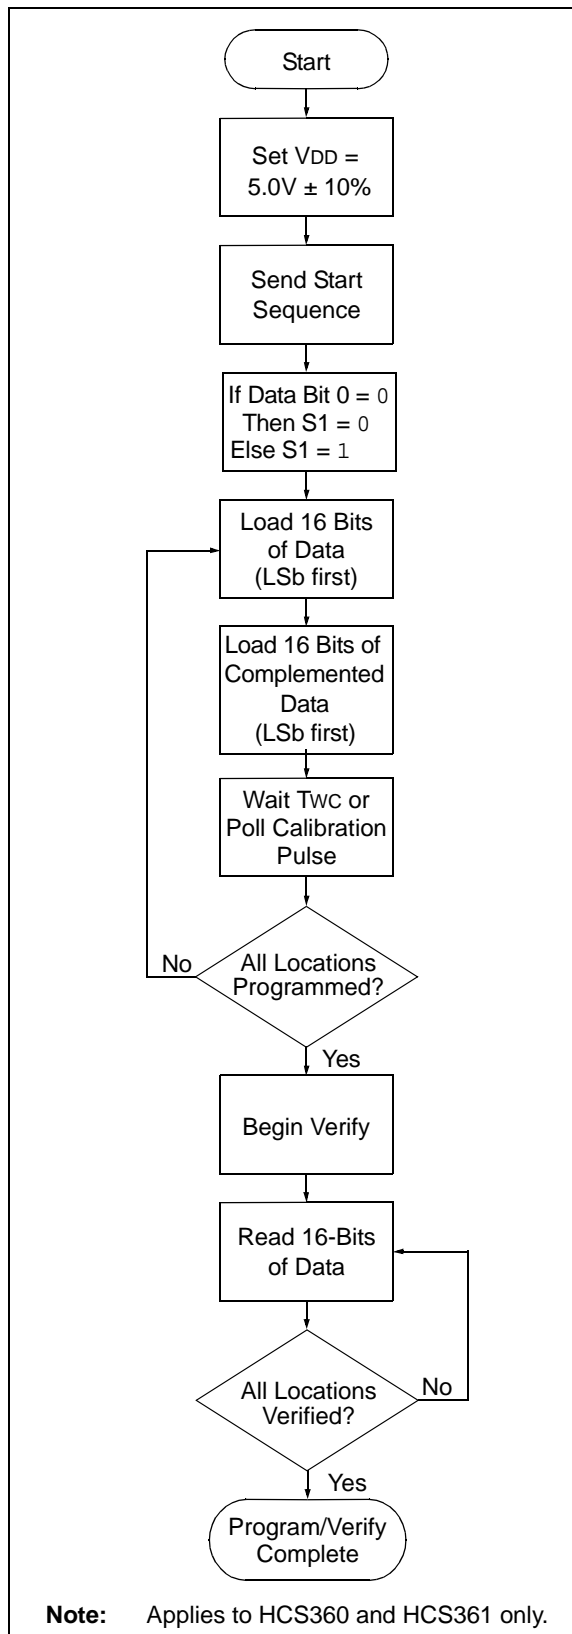 Start
Set VDD =
5.0V ± 10%
Send Start
Sequence
If Data Bit 0 = 0
Then S1 = 0
Else S1 = 1
Load 16 Bits
of Data
(LSb first)
Load 16 Bits of
Complemented
Data
(LSb first)
Wait TWC or
Poll Calibration
Pulse
No
All Locations
Programmed?
Yes
Begin Verify
Read 16-Bits
of Data
All Locations
Verified?
No
Yes
Program/Verify
Complete
Note: Applies to HCS360 and HCS361 only.